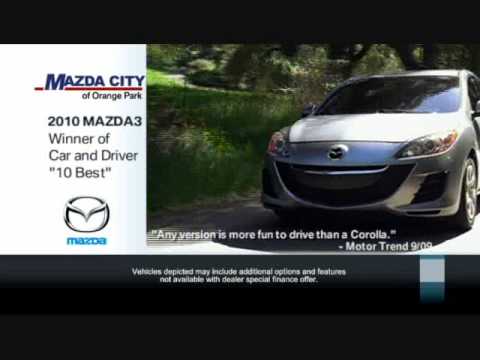 MAZDA CITY
of Orange Park
2010 MAZDA3
Winner of
Car and Driver
"10 Best"
mazda
"Any version is more fun to drive than a Corolla."
- Motor Trend 9/09
Vehicles depicted may include additional options and features
not available with dealer special finance offer.